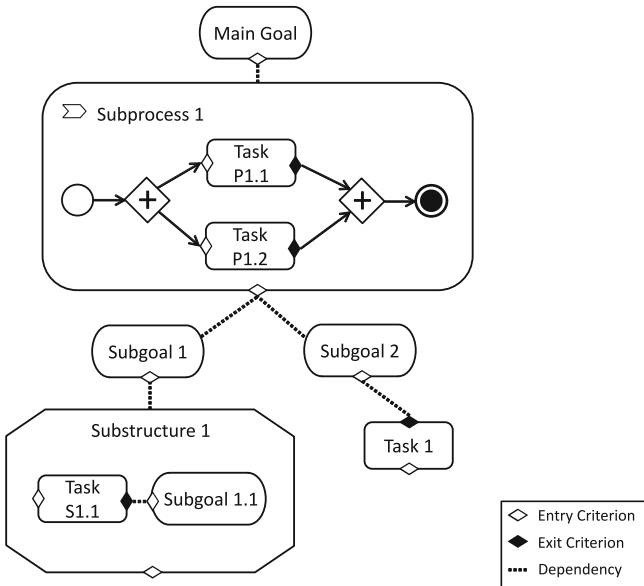 Main Goal
Subprocess 1
Task
P1.1
Task
P1.2
Subgoal 1
Subgoal 2
Substructure 1
Task 1
Task
S1.1
Subgoal 1.1
Entry Criterion
Exit Criterion
Dependency